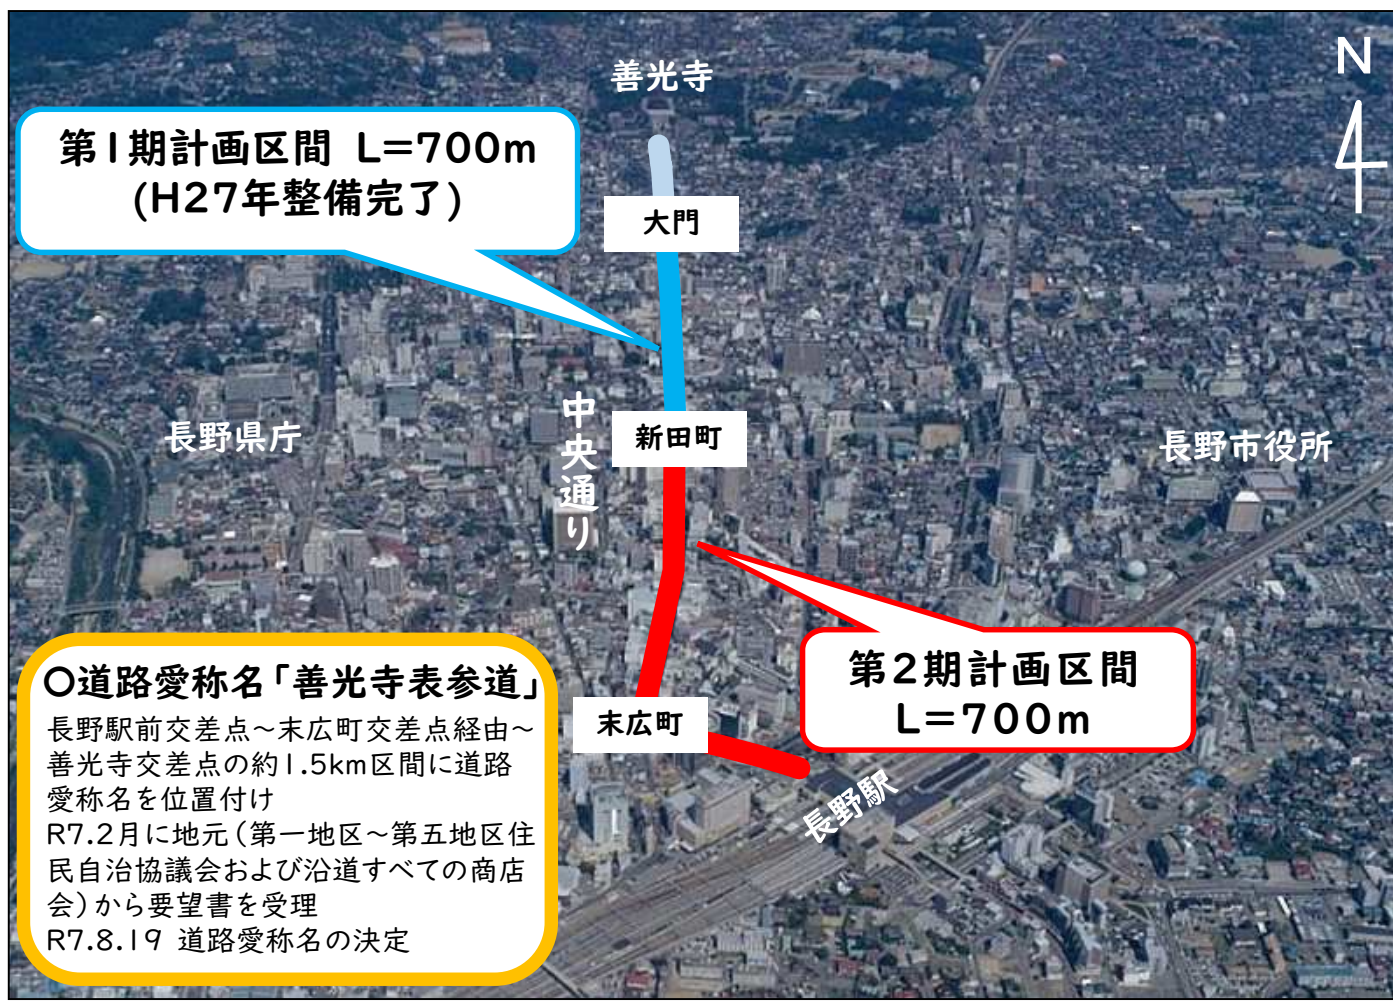 善光寺
N
第1期計画区間 L=700m
(H27年整備完了)
大門
中央通り
新田町
長野県庁
長野市役所
第2期計画区間
L=700m
末広町
長野駅
〇道路愛称名「善光寺表参道」
長野駅前交差点～末広町交差点経由～
善光寺交差点の約1.5km区間に道路
愛称名を位置付け
R7.2月に地元(第一地区～第五地区住
民自治協議会および沿道すべての商店
会)から要望書を受理
R7.8.19 道路愛称名の決定